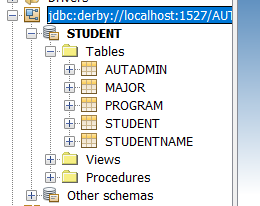 Drivers
jdbc:derby://localhost:1527/AUT
STUDENT
Tables
AUTADMIN
MAJOR
PROGRAM
STUDENT
STUDENTNAME
Views
Procedures
Other schemas